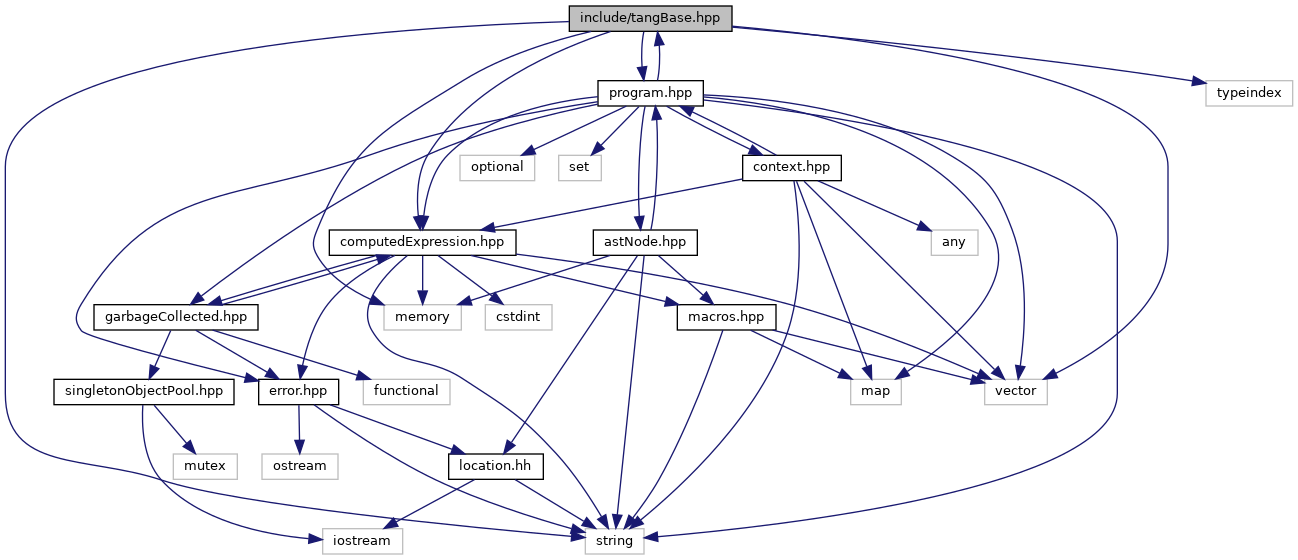 include/tangBase.hpp
program.hpp
typeindex
optional
set
context.hpp
computedExpression.hpp
astNode.hpp
any
garbageCollected.hpp
memory
cstdint
macros.hpp
singletonObjectPool.hpp
error.hpp
functional
map
vector
mutex
ostream
location.hh
iostream
string